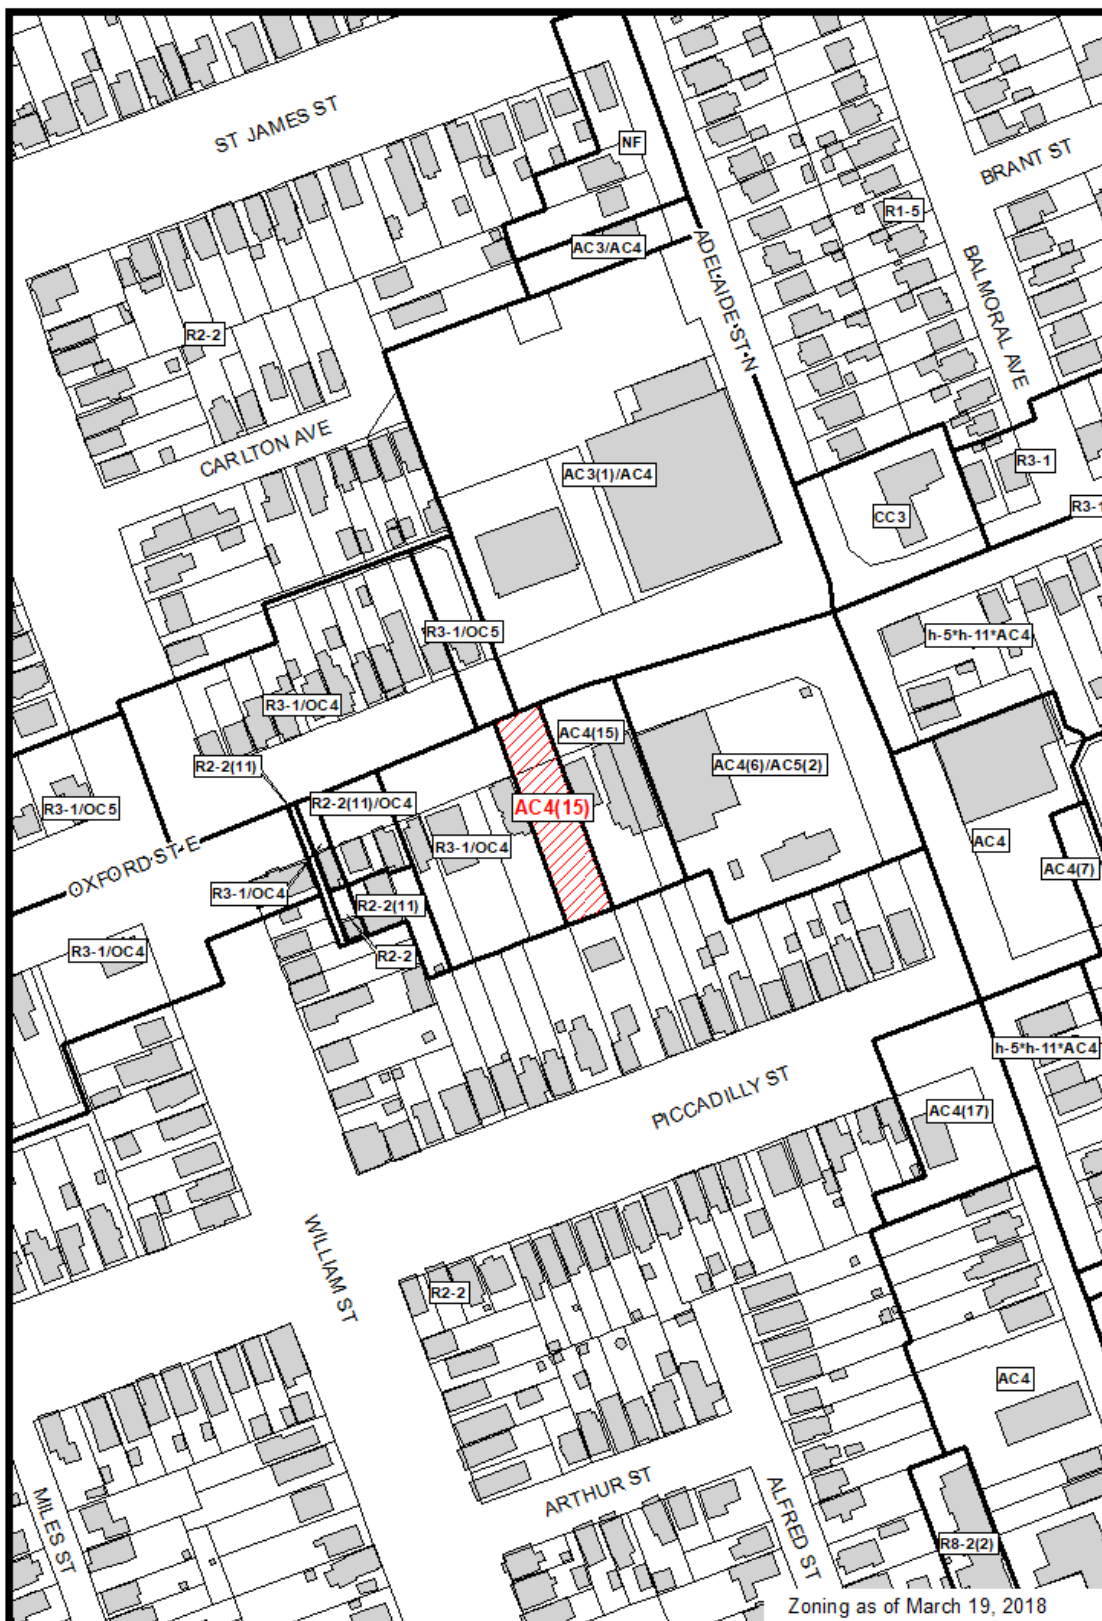 ST JAMES ST
NF
BRANT ST
R1-5
AC3/AC4
ADELAIDE ST N
BALMORAL AVE
R2-2
CARLTON AVE
AC3(1)/AC4
R3-1
CC3
R3-1
R3-1/OC5
h-5*h-11*AC4
R3-1/OC4
AC4(15)
R2-2(11)
AC4(6)/AC5(2)
R3-1/OC5
R2-2(11)/OC4
AC4(15)
R3-1/OC4
AC4
OXFORD ST E
AC4(7)
R3-1/OC4
R2-2(11)
R3-1/OC4
R2-2
h-5*h-11*AC4
PICCADILLY ST
AC4(17)
WILLIAM ST
R2-2
AC4
ARTHUR ST
MILES ST
ALFRED ST
R8-2(2)
Zoning as of March 19, 2018